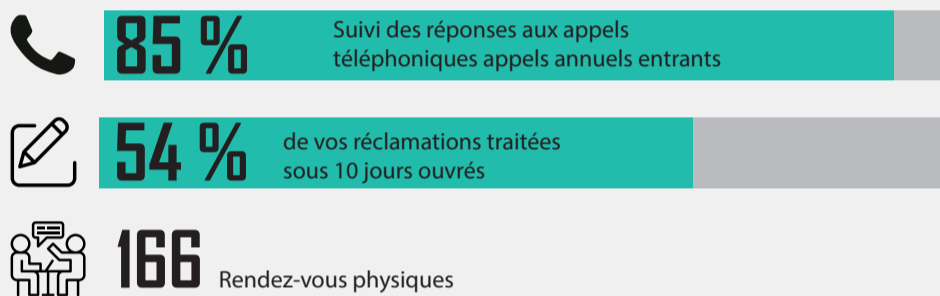 85 %
Suivi des réponses aux appels
téléphoniques appels annuels entrants
54 %
de vos réclamations traitées
sous 10 jours ouvrés
166
Rendez-vous physiques